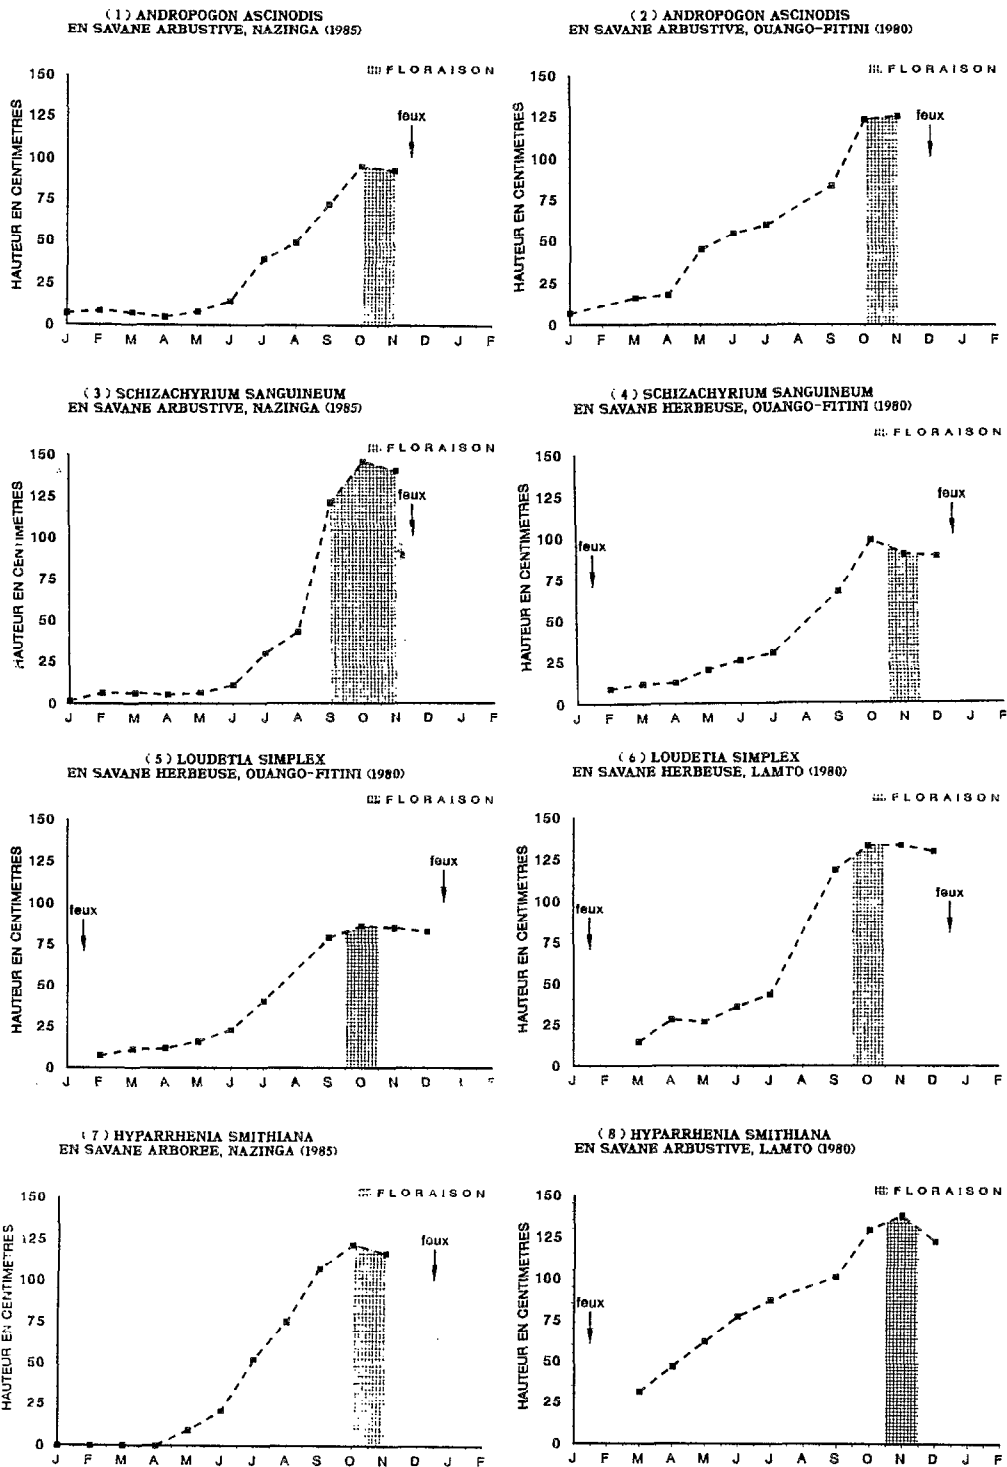 ( 1 ) ANDROPOGON ASCINODIS
EN SAVANE ARBUSTIVE, NAZINGA (1985)
FLORAISON
HAUTEUR EN CENTIMETRES
150
125
100
75
50
25
0
feux
J F M A M J J A S O N D J F
( 2 ) ANDROPOGON ASCINODIS
EN SAVANE ARBUSTIVE, OUANGO-FITINI (1980)
FLORAISON
HAUTEUR EN CENTIMETRES
150
125
100
75
50
25
0
feux
J F M A M J J A S O N D J F
( 3 ) SCHIZACHYRIUM SANGUINEUM
EN SAVANE ARBUSTIVE, NAZINGA (1985)
FLORAISON
HAUTEUR EN CENTIMETRES
150
125
100
75
50
25
0
feux
J F M A M J J A S O N D J F
( 4 ) SCHIZACHYRIUM SANGUINEUM
EN SAVANE HERBEUSE, OUANGO-FITINI (1980)
FLORAISON
HAUTEUR EN CENTIMETRES
150
125
100
75
50
25
0
feux
feux
J F M A M J J A S O N D J F
( 5 ) LOUDETIA SIMPLEX
EN SAVANE HERBEUSE, OUANGO-FITINI (1980)
FLORAISON
HAUTEUR EN CENTIMETRES
150
125
100
75
50
25
0
feux
feux
J F M A M J J A S O N D J F
( 6 ) LOUDETIA SIMPLEX
EN SAVANE HERBEUSE, LAMTO (1980)
FLORAISON
HAUTEUR EN CENTIMETRES
150
125
100
75
50
25
0
feux
feux
J F M A M J J A S O N D J F
( 7 ) HYPARRHENIA SMITHIANA
EN SAVANE ARBOREE, NAZINGA (1985)
FLORAISON
HAUTEUR EN CENTIMETRES
150
125
100
75
50
25
0
feux
J F M A M J J A S O N D J F
( 8 ) HYPARRHENIA SMITHIANA
EN SAVANE ARBUSTIVE, LAMTO (1980)
FLORAISON
HAUTEUR EN CENTIMETRES
150
125
100
75
50
25
0
feux
J F M A M J J A S O N D J F